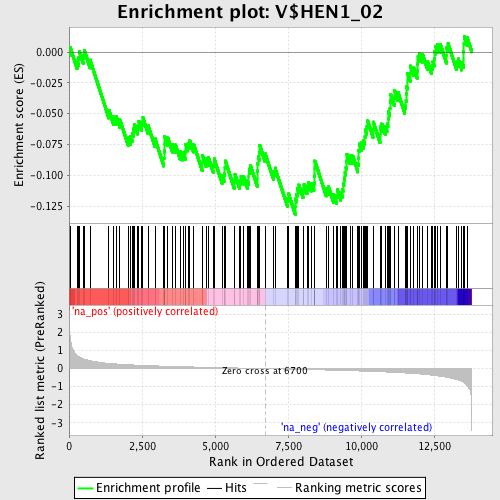 Enrichment plot: V$HEN1_02
Enrichment score (ES)
0.000
-0.025
-0.050
-0.075
-0.100
-0.125
'na_pos' (positively correlated)
Ranked list metric (PreRanked)
3
2
1
0
-1
-2
-3
Zero cross at 6700
'na_neg' (negatively correlated)
0
2,500
5,000
7,500
10,000
12,500
Rank in Ordered Dataset
Enrichment profile
Hits
Ranking metric scores